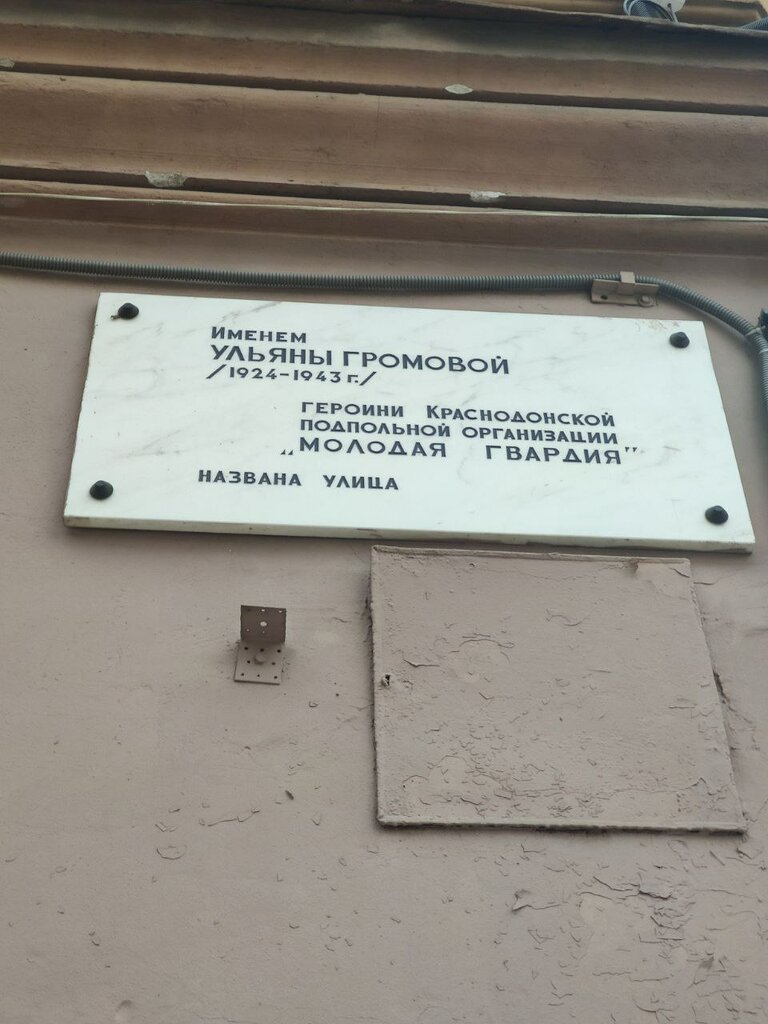 Именем
УЛЬЯНЫ ГРОМОВОЙ
/1924-1943 г./
ГЕРОИНИ КРАСНОДОНСКОЙ
ПОДПОЛЬНОЙ ОРГАНИЗАЦИИ
„МОЛОДАЯ ГВАРДИЯ"
НАЗВАНА УЛИЦА